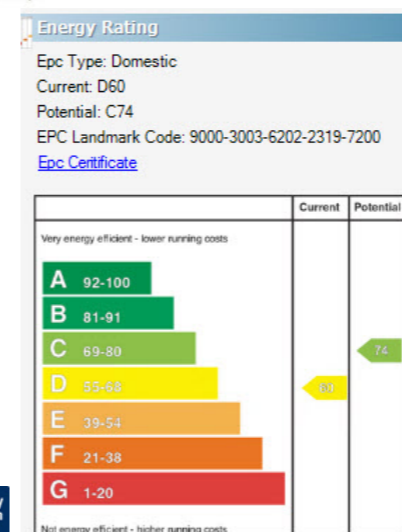 Energy Rating
Epc Type: Domestic
Current: D60
Potential: C74
EPC Landmark Code: 9000-3003-6202-2319-7200
Epc Ceritificate
Current Potential
Very energy efficient - lower running costs
A 92-100
B 81-91
C 69-80
74
D 55-68
60
E 39-54
F 21-38
G 1-20
Not energy efficient - higher running costs